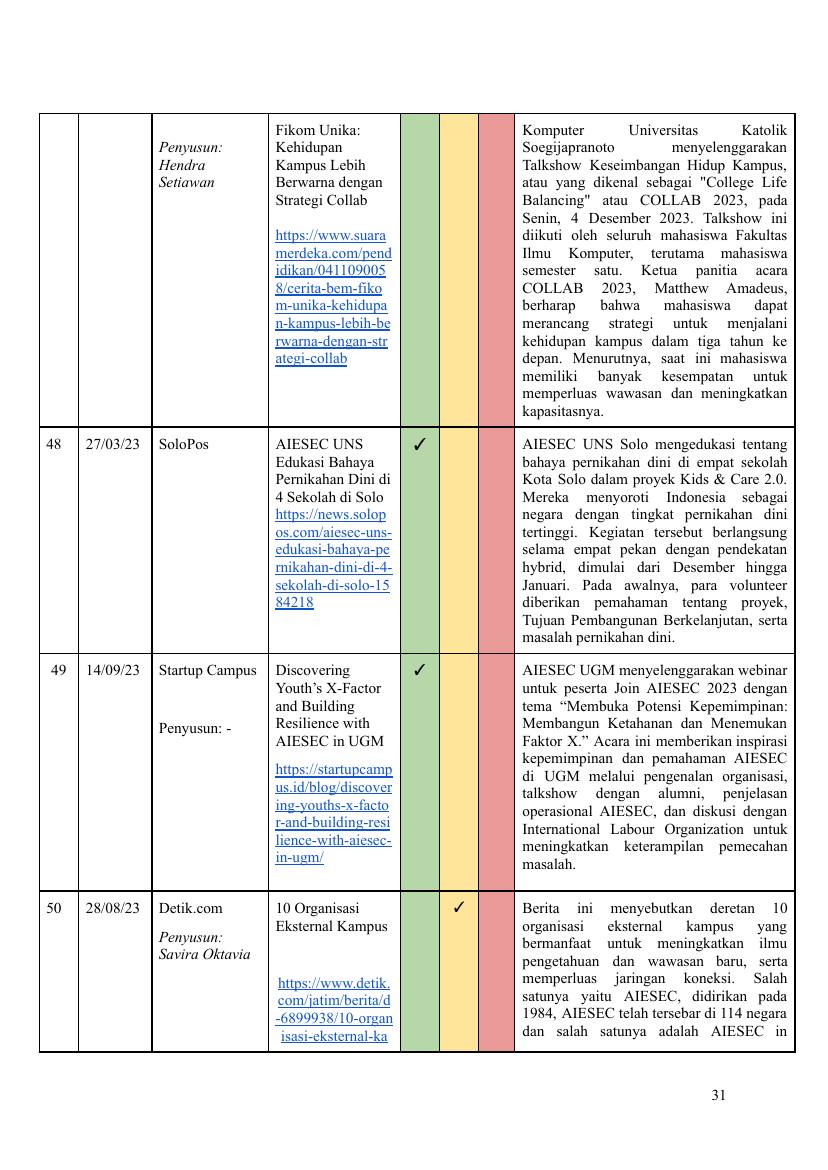 Penyusun:
Hendra
Setiawan
Fikom Unika:
Kehidupan
Kampus Lebih
Berwarna dengan
Strategi Collab
https://www.suara
merdeka.com/pend
idikan/041109005
8/cerita-bem-fiko
m-unika-kehidupa
n-kampus-lebih-be
rwarna-dengan-str
ategi-collab
Komputer Universitas Katolik
Soegijapranoto menyelenggarakan
Talkshow Keseimbangan Hidup Kampus,
atau yang dikenal sebagai "College Life
Balancing" atau COLLAB 2023, pada
Senin, 4 Desember 2023. Talkshow ini
diikuti oleh seluruh mahasiswa Fakultas
Ilmu Komputer, terutama mahasiswa
semester satu. Ketua panitia acara
COLLAB 2023, Matthew Amadeus,
berharap bahwa mahasiswa dapat
merancang strategi untuk menjalani
kehidupan kampus dalam tiga tahun ke
depan. Menurutnya, saat ini mahasiswa
memiliki banyak kesempatan untuk
memperluas wawasan dan meningkatkan
kapasitasnya.
48
27/03/23
SoloPos
AIESEC UNS
Edukasi Bahaya
Pernikahan Dini di
4 Sekolah di Solo
https://news.solop
os.com/aiesec-uns-
edukasi-bahaya-pe
rnikahan-dini-di-4-
sekolah-di-solo-15
84218
✓
AIESEC UNS Solo mengedukasi tentang
bahaya pernikahan dini di empat sekolah
Kota Solo dalam proyek Kids & Care 2.0.
Mereka menyoroti Indonesia sebagai
negara dengan tingkat pernikahan dini
tertinggi. Kegiatan tersebut berlangsung
selama empat pekan dengan pendekatan
hybrid, dimulai dari Desember hingga
Januari. Pada awalnya, para volunteer
diberikan pemahaman tentang proyek,
Tujuan Pembangunan Berkelanjutan, serta
masalah pernikahan dini.
49
14/09/23
Startup Campus
Penyusun: -
Discovering
Youth’s X-Factor
and Building
Resilience with
AIESEC in UGM
https://startupcamp
us.id/blog/discover
ing-youths-x-facto
r-and-building-resi
lience-with-aiesec-
in-ugm/
✓
AIESEC UGM menyelenggarakan webinar
untuk peserta Join AIESEC 2023 dengan
tema “Membuka Potensi Kepemimpinan:
Membangun Ketahanan dan Menemukan
Faktor X.” Acara ini memberikan inspirasi
kepemimpinan dan pemahaman AIESEC
di UGM melalui pengenalan organisasi,
talkshow dengan alumni, penjelasan
operasional AIESEC, dan diskusi dengan
International Labour Organization untuk
meningkatkan keterampilan pemecahan
masalah.
50
28/08/23
Detik.com
Penyusun:
Savira Oktavia
10 Organisasi
Eksternal Kampus
https://www.detik.
com/jatim/berita/d
-6899938/10-organ
isasi-eksternal-ka
✓
Berita ini menyebutkan deretan 10
organisasi eksternal kampus yang
bermanfaat untuk meningkatkan ilmu
pengetahuan dan wawasan baru, serta
memperluas jaringan koneksi. Salah
satunya yaitu AIESEC, didirikan pada
1984, AIESEC telah tersebar di 114 negara
dan salah satunya adalah AIESEC in
31